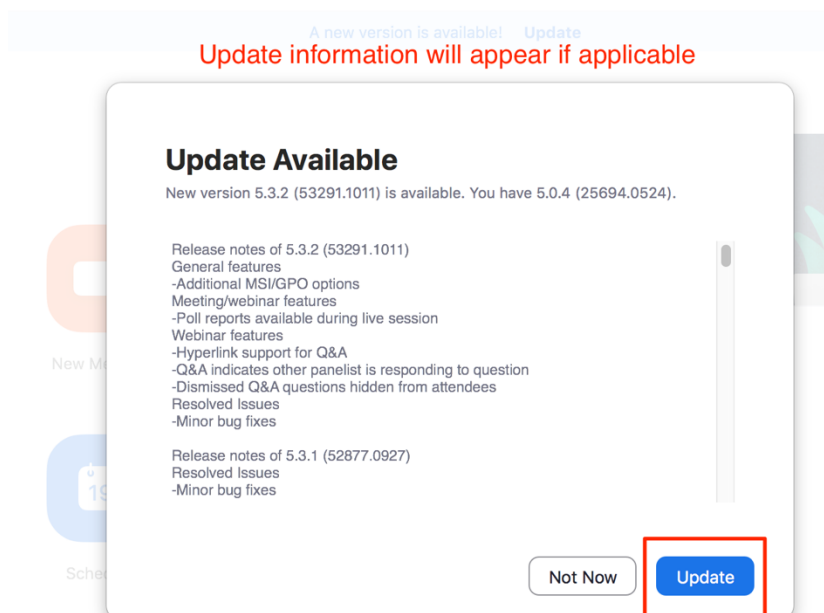 A new version is available! Update
Update information will appear if applicable
Update Available
New version 5.3.2 (53291.1011) is available. You have 5.0.4 (25694.0524).
Release notes of 5.3.2 (53291.1011)
General features
-Additional MSI/GPO options
Meeting/webinar features
-Poll reports available during live session
Webinar features
-Hyperlink support for Q&A
-Q&A indicates other panelist is responding to question
-Dismissed Q&A questions hidden from attendees
Resolved Issues
-Minor bug fixes
Release notes of 5.3.1 (52877.0927)
Resolved Issues
-Minor bug fixes
New Me
19
Sched
Not Now
Update